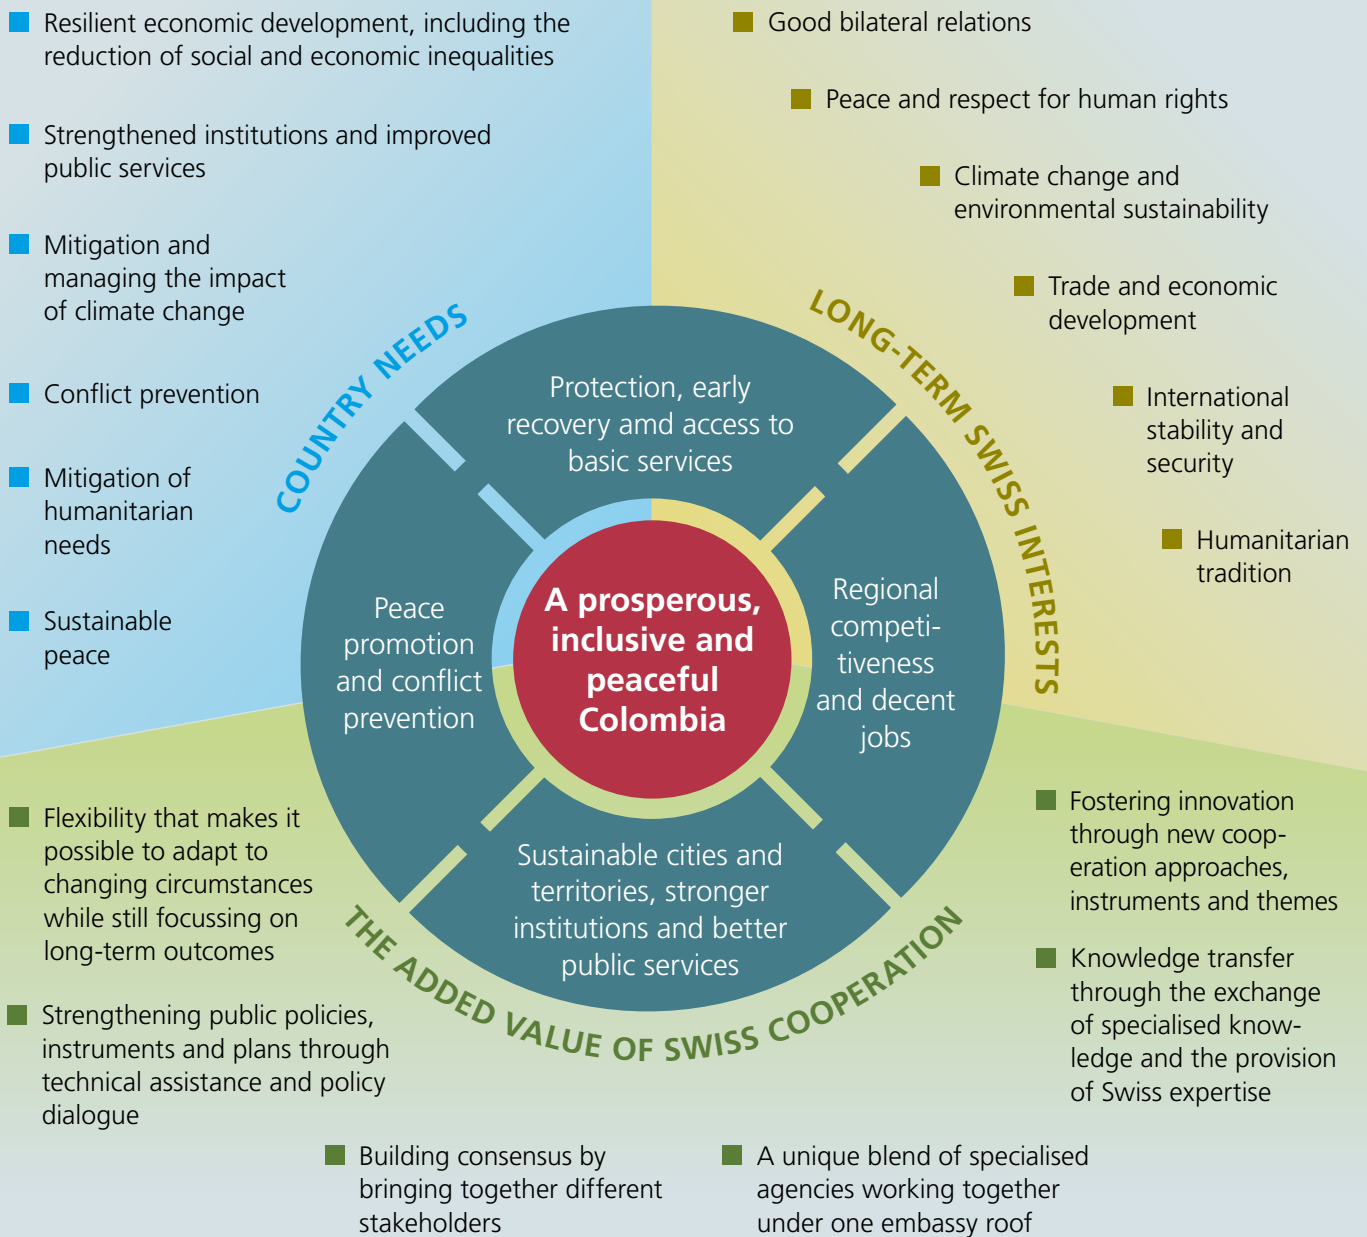 Resilient economic development, including the
reduction of social and economic inequalities
Strengthened institutions and improved
public services
Mitigation and
managing the impact
of climate change
Conflict prevention
Mitigation of
humanitarian
needs
Sustainable
peace
COUNTRY NEEDS
Good bilateral relations
Peace and respect for human rights
Climate change and
environmental sustainability
Trade and economic
development
International
stability and
security
Humanitarian
tradition
LONG-TERM SWISS INTERESTS
Protection, early
recovery amd access to
basic services
Peace
promotion
and conflict
prevention
A prosperous,
inclusive and
peaceful
Colombia
Regional
competi-
tiveness
and decent
jobs
Sustainable cities and
territories, stronger
institutions and better
public services
THE ADDED VALUE OF SWISS COOPERATION
Flexibility that makes it
possible to adapt to
changing circumstances
while still focussing on
long-term outcomes
Strengthening public policies,
instruments and plans through
technical assistance and policy
dialogue
Building consensus by
bringing together different
stakeholders
A unique blend of specialised
agencies working together
under one embassy roof
Fostering innovation
through new coop-
eration approaches,
instruments and themes
Knowledge transfer
through the exchange
of specialised know-
ledge and the provision
of Swiss expertise